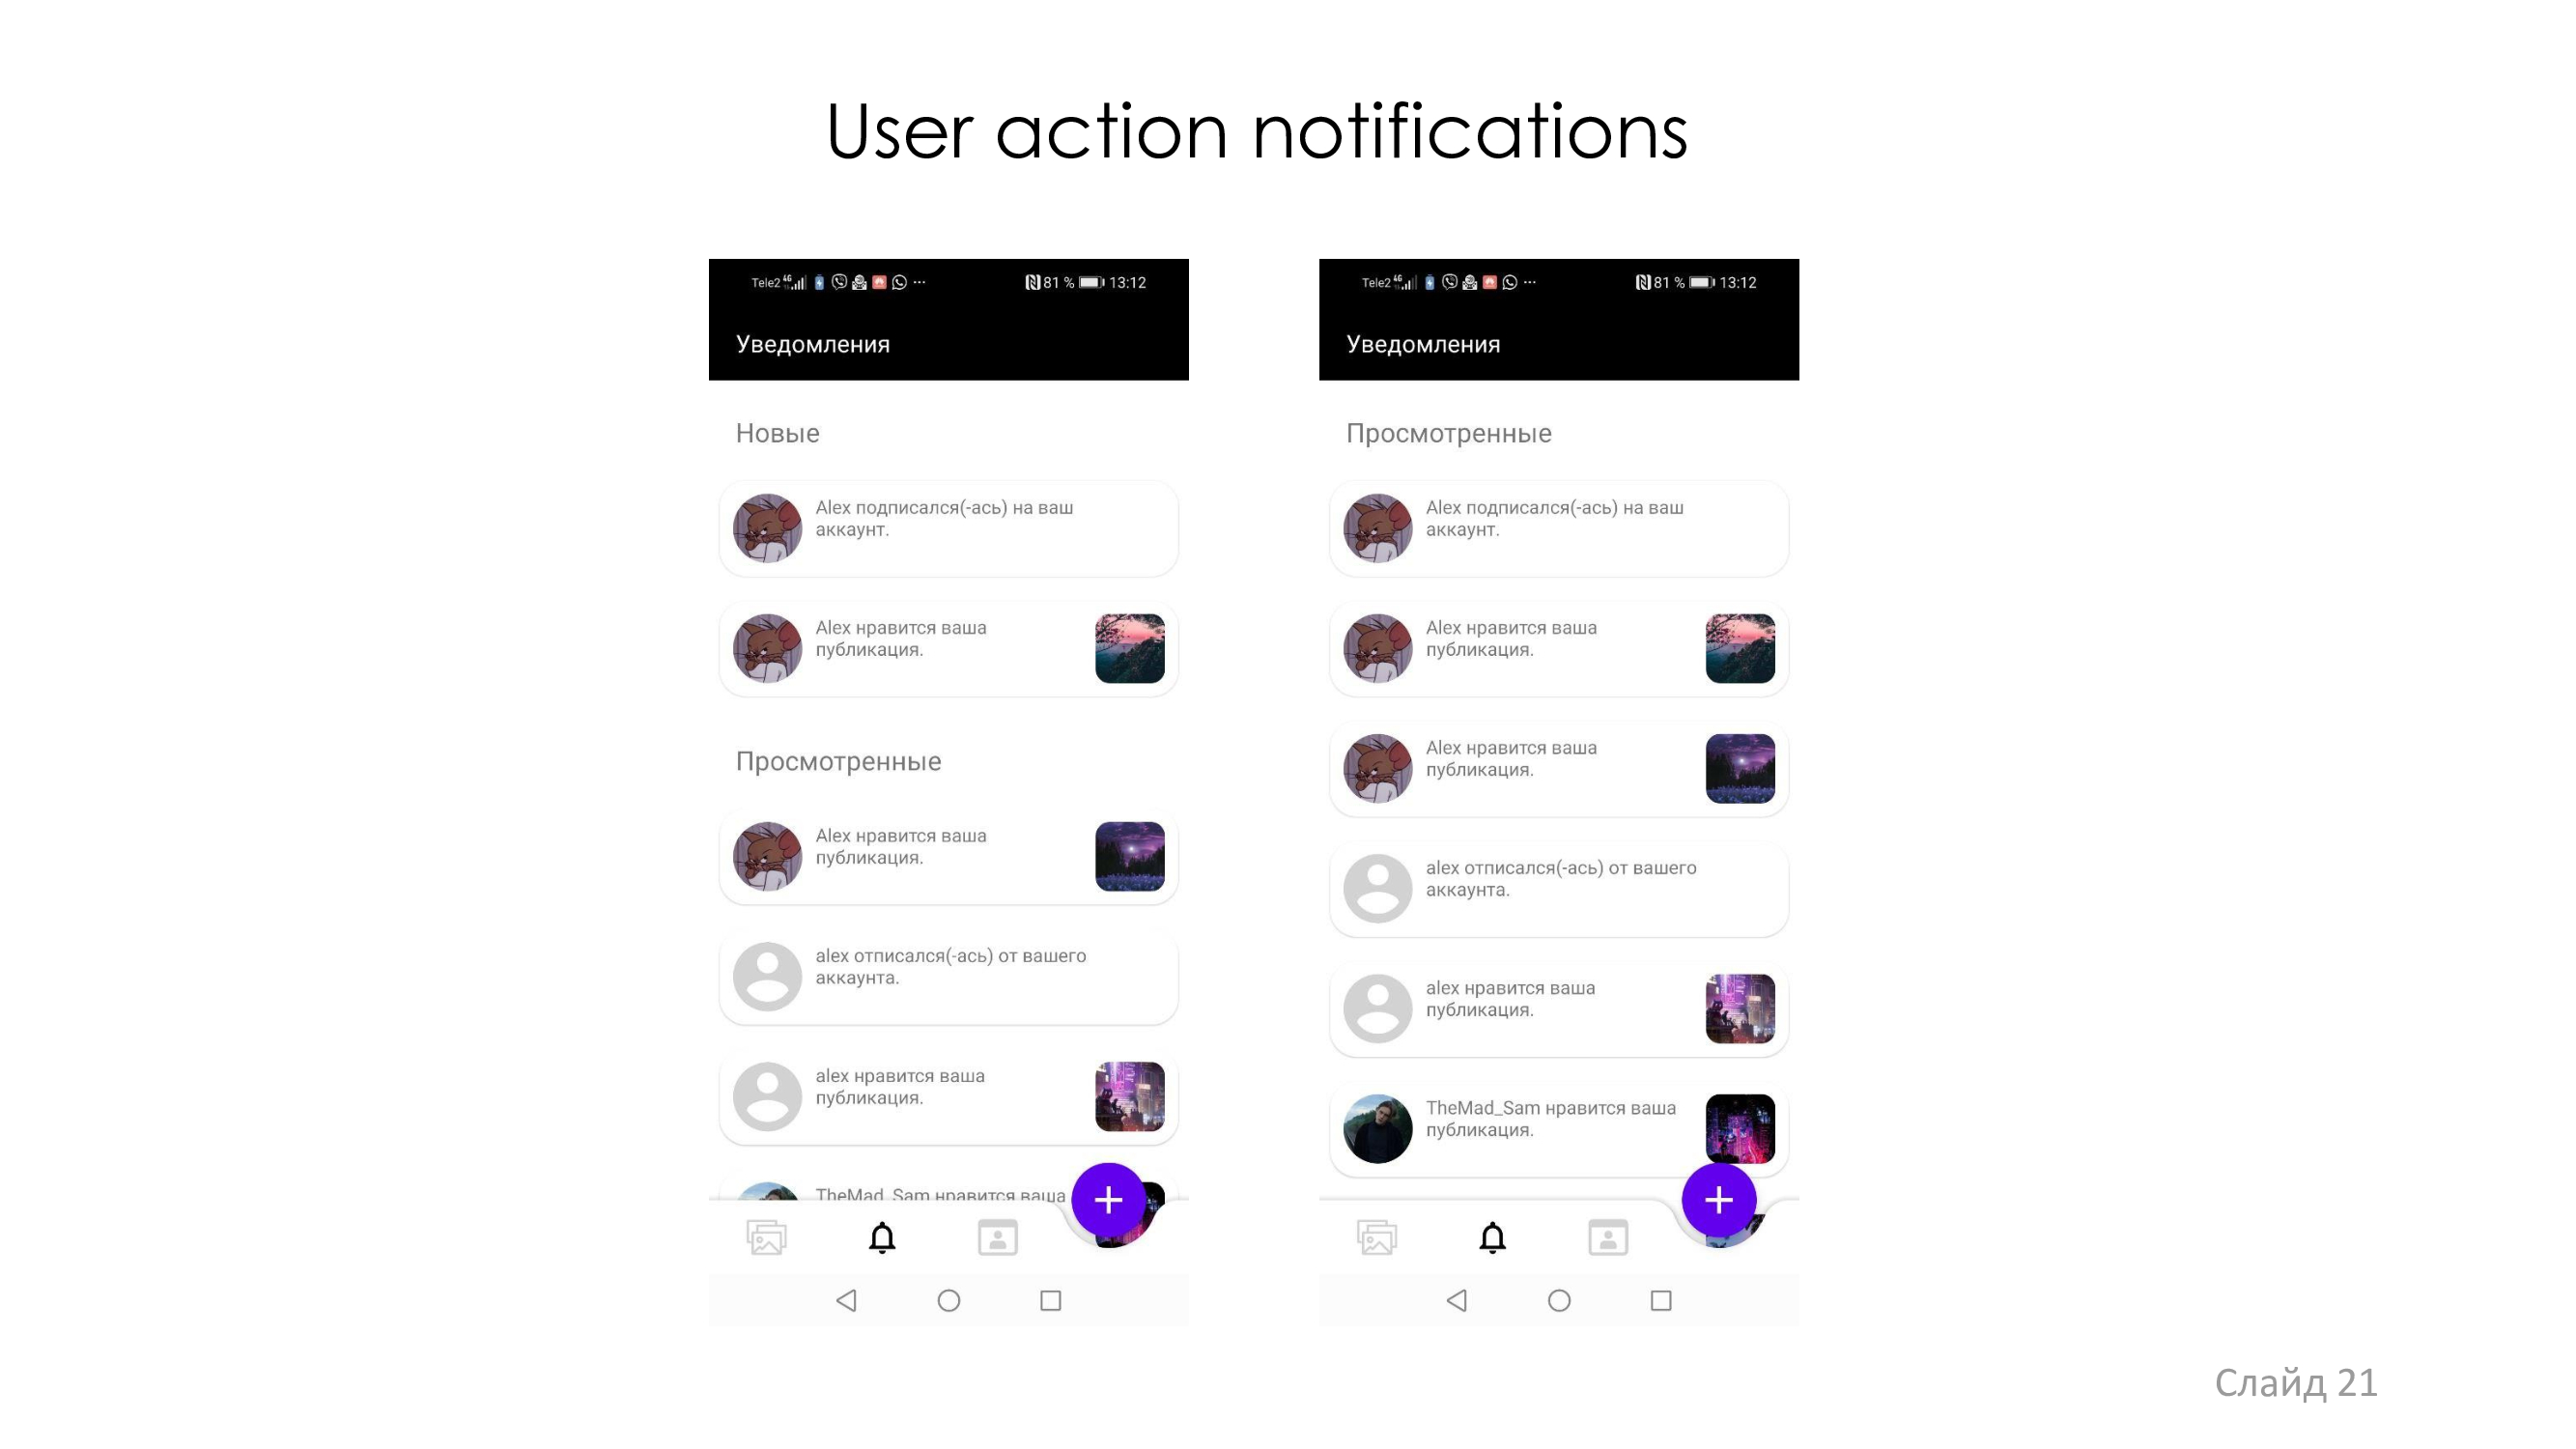 User action notifications
Tele2 4G 81 % 13:12
Уведомления
Новые
Alex подписался(-ась) на ваш
аккаунт.
Alex нравится ваша
публикация.
Просмотренные
Alex нравится ваша
публикация.
alex отписался(-ась) от вашего
аккаунта.
alex нравится ваша
публикация.
TheMad_Sam нравится ваша
Tele2 4G 81 % 13:12
Уведомления
Просмотренные
Alex подписался(-ась) на ваш
аккаунт.
Alex нравится ваша
публикация.
Alex нравится ваша
публикация.
alex отписался(-ась) от вашего
аккаунта.
alex нравится ваша
публикация.
TheMad_Sam нравится ваша
публикация.
Слайд 21